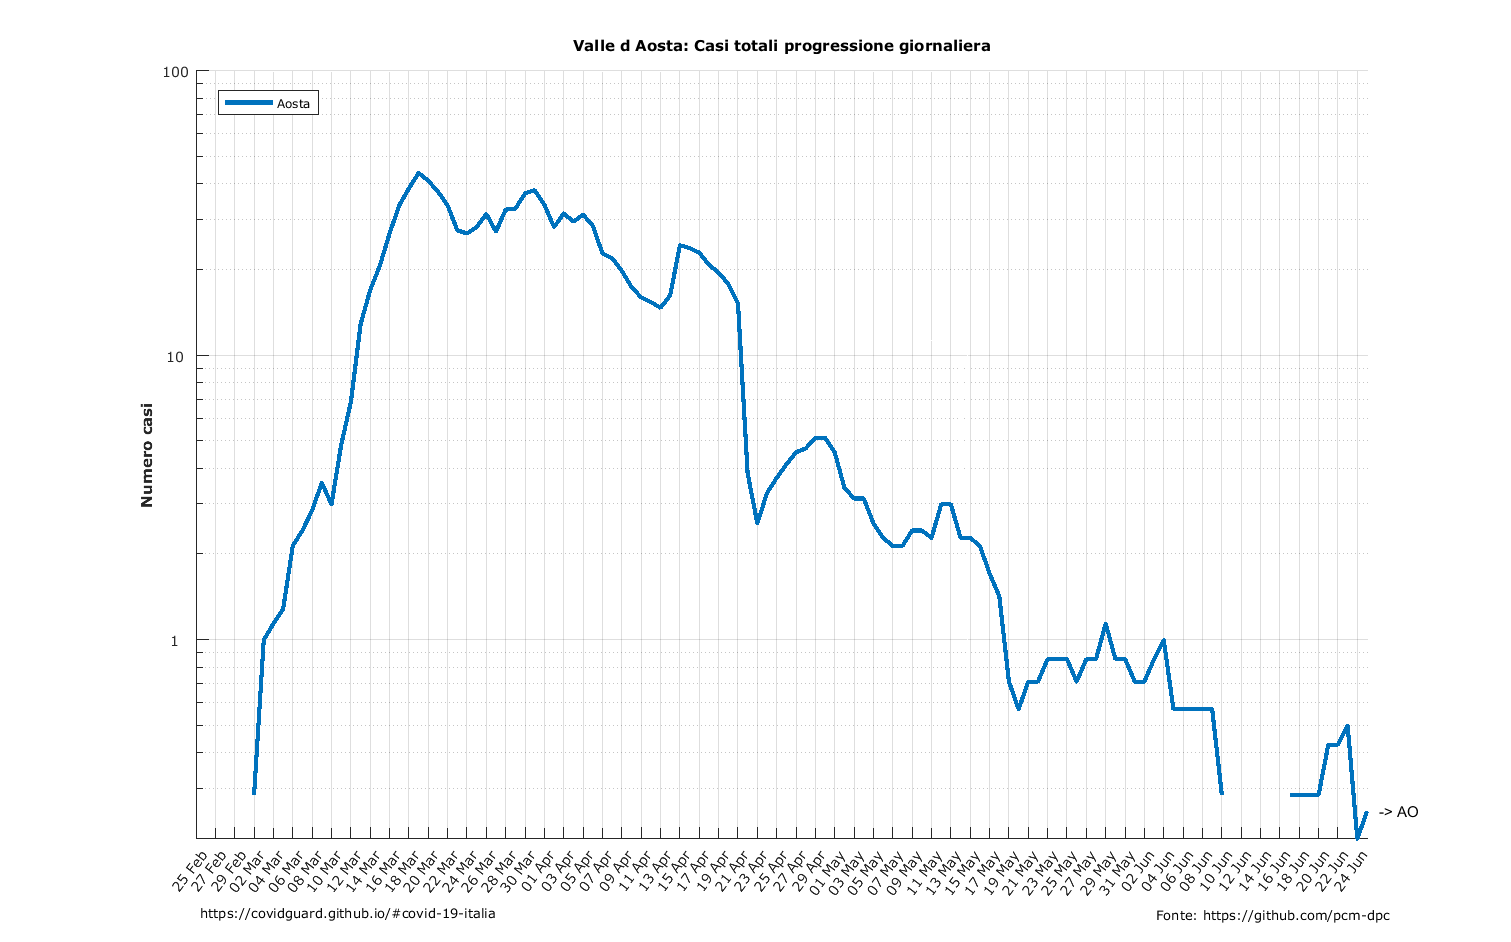 Valle d Aosta: Casi totali progressione giornaliera
100
10
1
Numero casi
Aosta
-> AO
25 Feb
27 Feb
29 Feb
02 Mar
04 Mar
06 Mar
08 Mar
10 Mar
12 Mar
14 Mar
16 Mar
18 Mar
20 Mar
22 Mar
24 Mar
26 Mar
28 Mar
30 Mar
01 Apr
03 Apr
05 Apr
07 Apr
09 Apr
11 Apr
13 Apr
15 Apr
17 Apr
19 Apr
21 Apr
23 Apr
25 Apr
27 Apr
29 Apr
01 May
03 May
05 May
07 May
09 May
11 May
13 May
15 May
17 May
19 May
21 May
23 May
25 May
27 May
29 May
31 May
02 Jun
04 Jun
06 Jun
08 Jun
10 Jun
12 Jun
14 Jun
16 Jun
18 Jun
20 Jun
22 Jun
24 Jun
https://covidguard.github.io/#covid-19-italia
Fonte: https://github.com/pcm-dpc